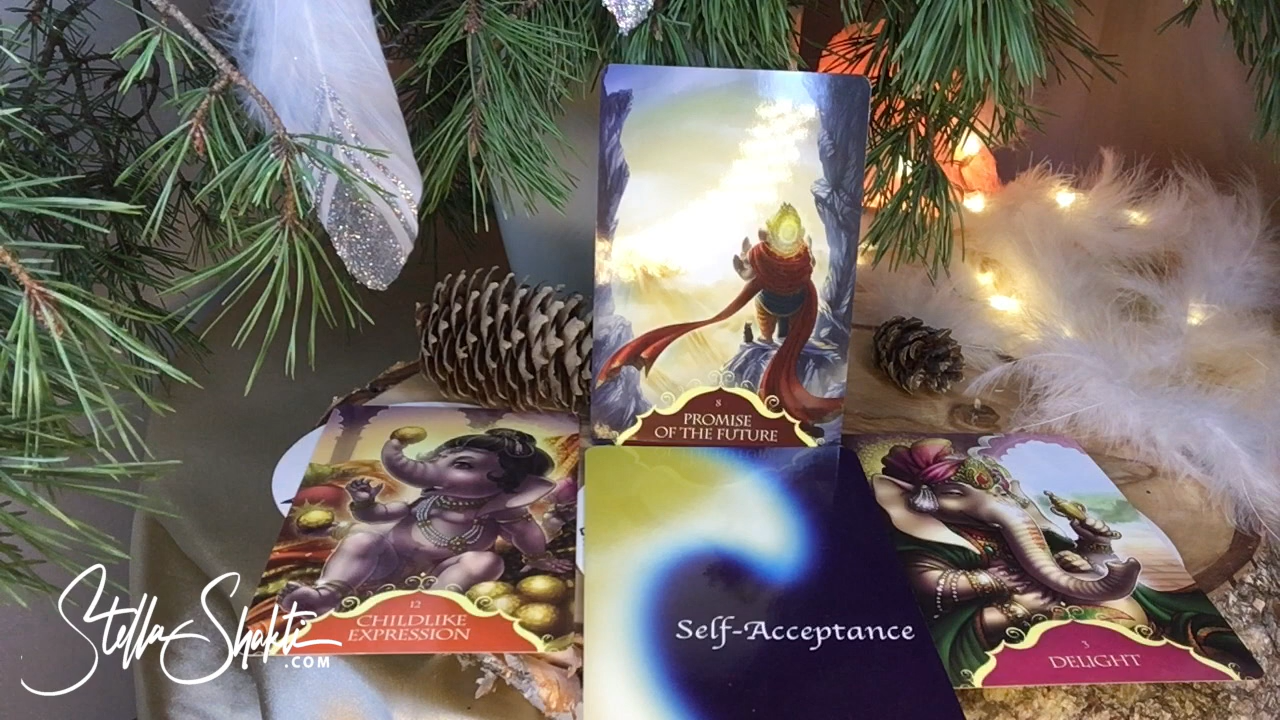 8
PROMISE
OF THE FUTURE
12
CHILDLIKE
EXPRESSION
Self-Acceptance
3
DELIGHT
Stella Shakti
.COM